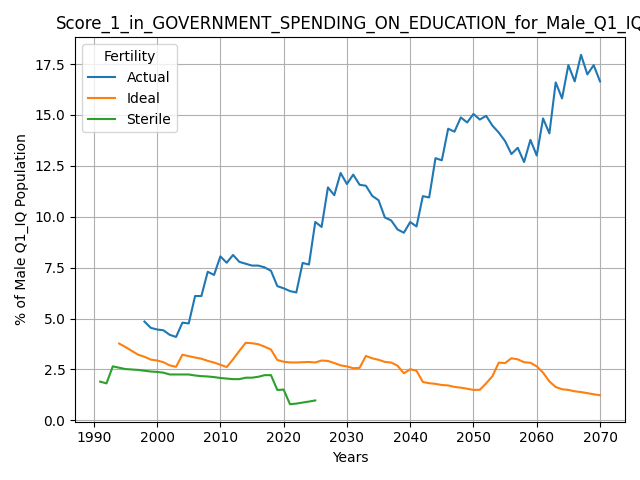 Score_1_in_GOVERNMENT_SPENDING_ON_EDUCATION_for_Male_Q1_IQ
Fertility
Actual
Ideal
Sterile
% of Male Q1_IQ Population
17.5
15.0
12.5
10.0
7.5
5.0
2.5
0.0
1990 2000 2010 2020 2030 2040 2050 2060 2070
Years